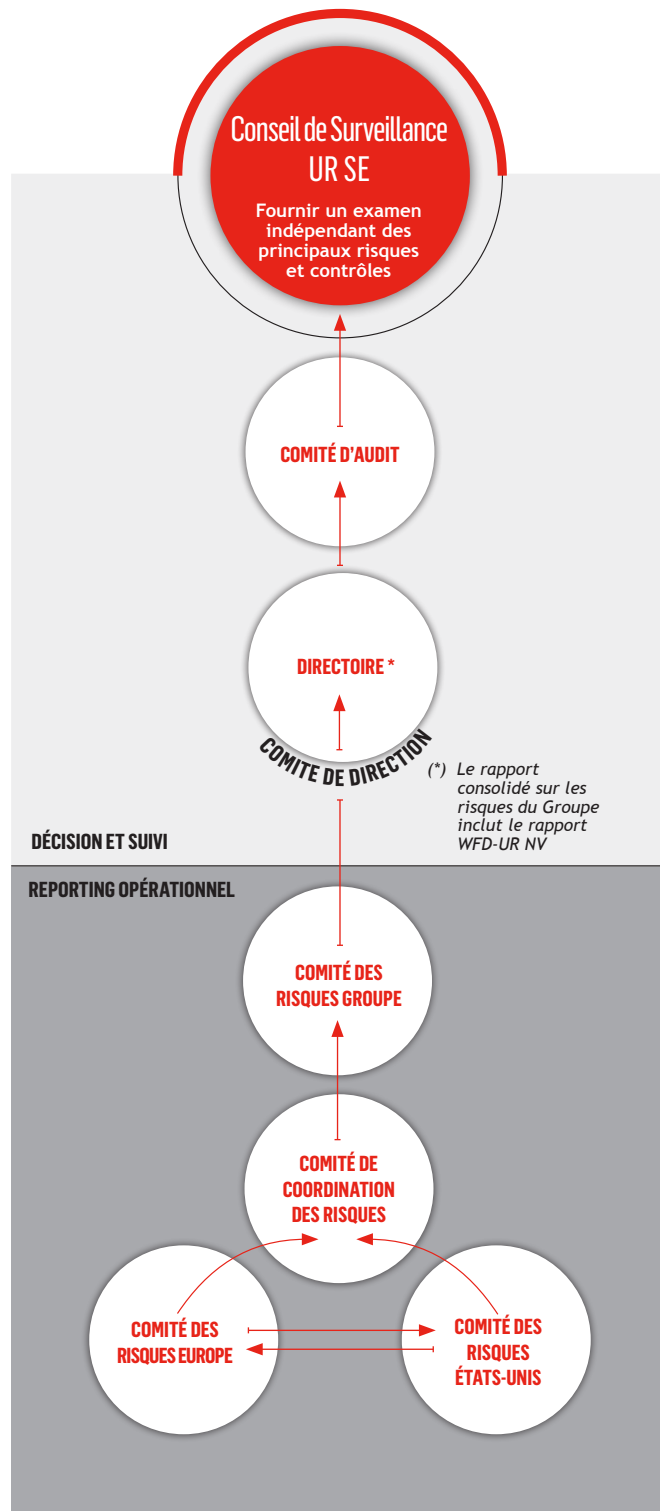 Conseil de Surveillance
UR SE
Fournir un examen
indépendant des
principaux risques
et contrôles
COMITÉ D'AUDIT
DIRECTOIRE *
COMITE DE DIRECTION
(*) Le rapport
consolidé sur les
risques du Groupe
inclut le rapport
WFD-UR NV
DÉCISION ET SUIVI
REPORTING OPÉRATIONNEL
COMITÉ DES
RISQUES GROUPE
COMITÉ DE
COORDINATION
DES RISQUES
COMITÉ DES
RISQUES EUROPE
COMITÉ DES
RISQUES
ÉTATS-UNIS